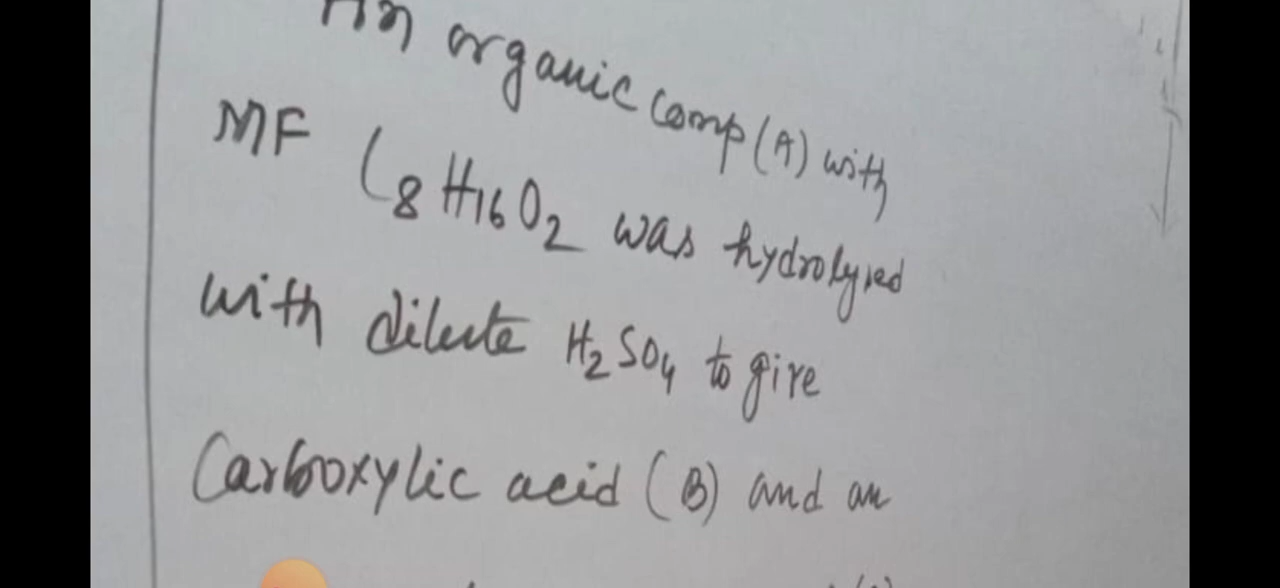 An organic comp(A) with
MF C8H16O2 was hydrolysed
with dilute H2SO4 to give
Carboxylic acid (B) and an